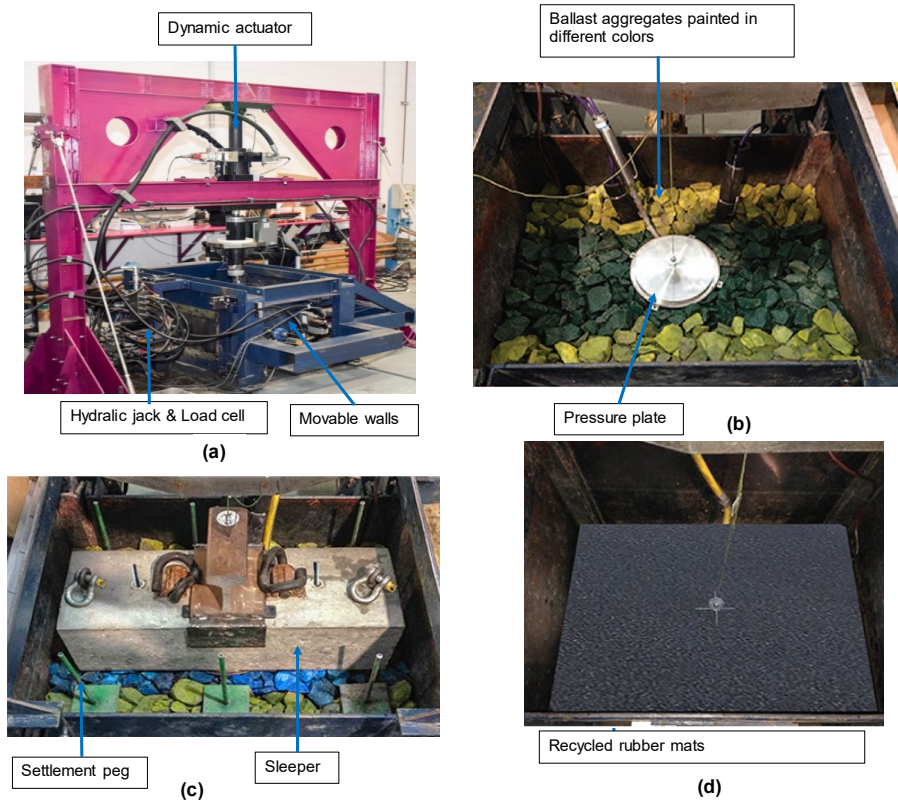 Dynamic actuator
Ballast aggregates painted in
different colors
Hydralic jack & Load cell
Movable walls
(a)
Pressure plate
(b)
Settlement peg
Sleeper
(c)
Recycled rubber mats
(d)